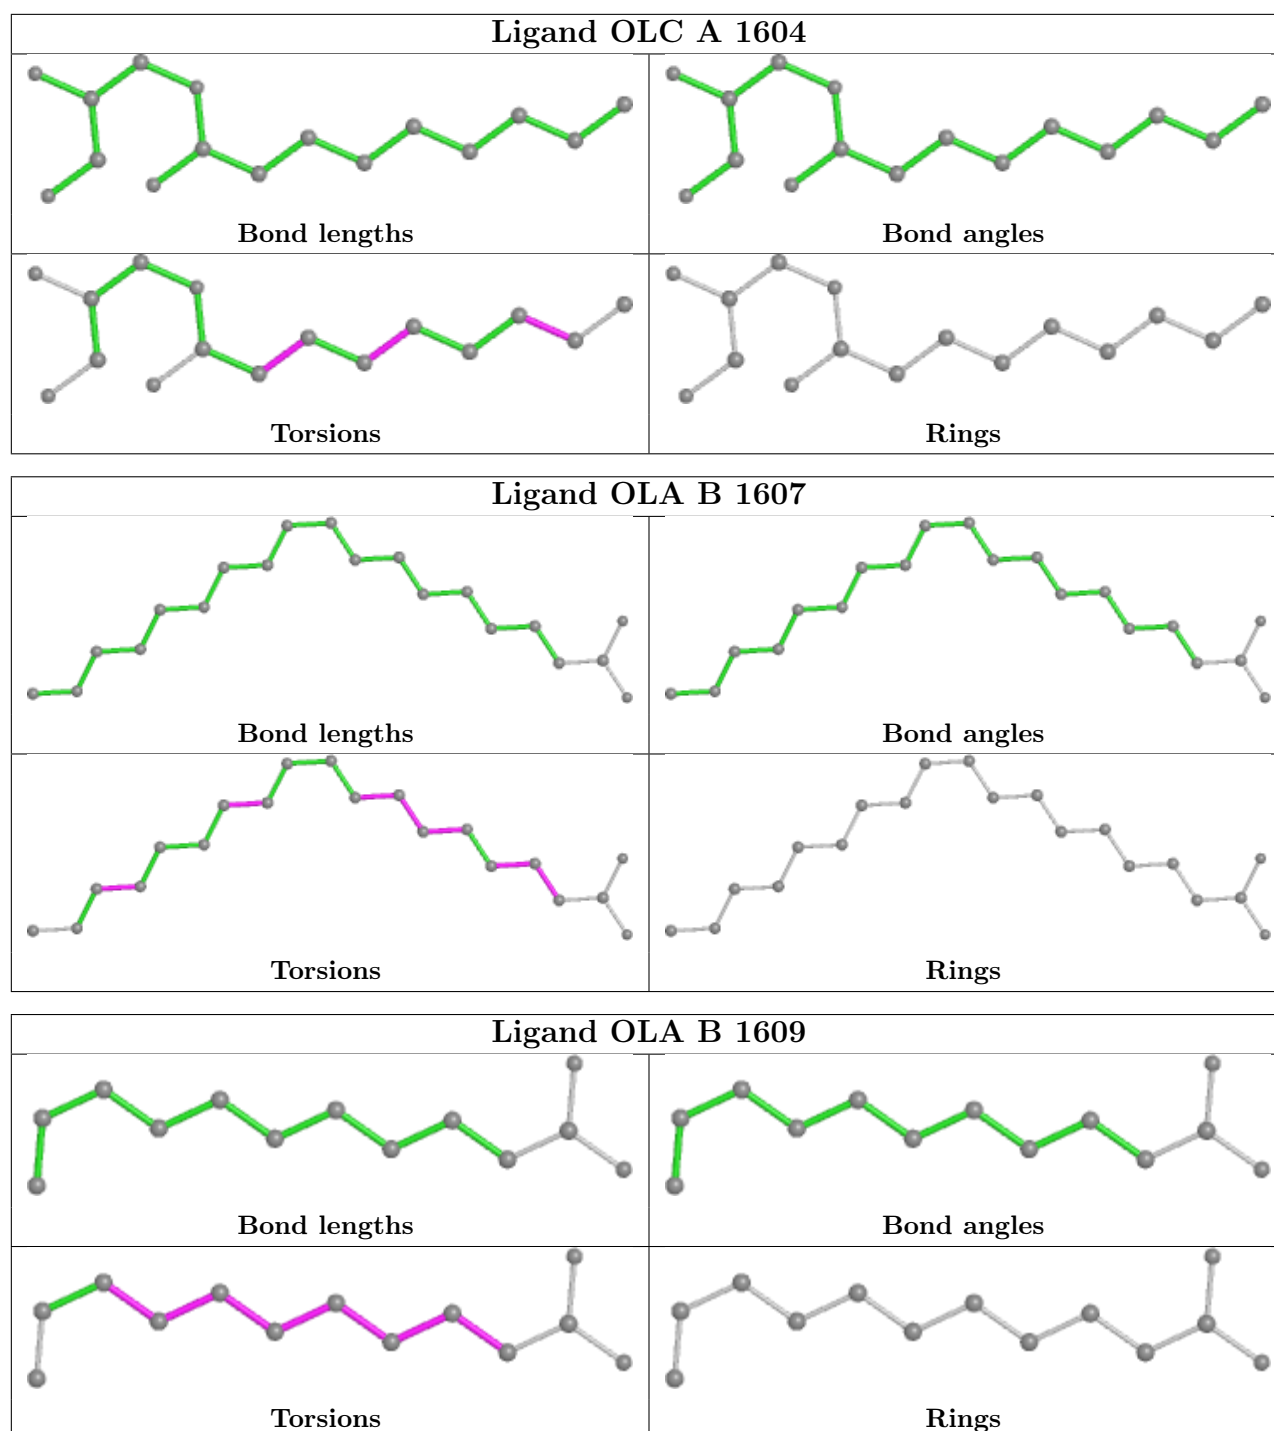 Ligand OLC A 1604
Bond lengths
Bond angles
Torsions
Rings
Ligand OLA B 1607
Bond lengths
Bond angles
Torsions
Rings
Ligand OLA B 1609
Bond lengths
Bond angles
Torsions
Rings